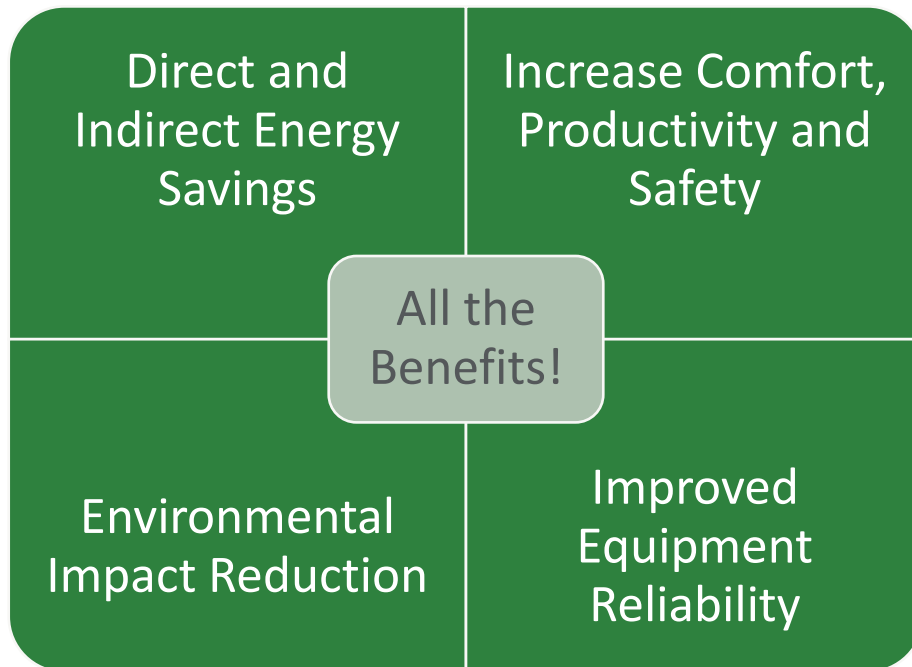 Direct and
Indirect Energy
Savings
Increase Comfort,
Productivity and
Safety
All the
Benefits!
Environmental
Impact Reduction
Improved
Equipment
Reliability